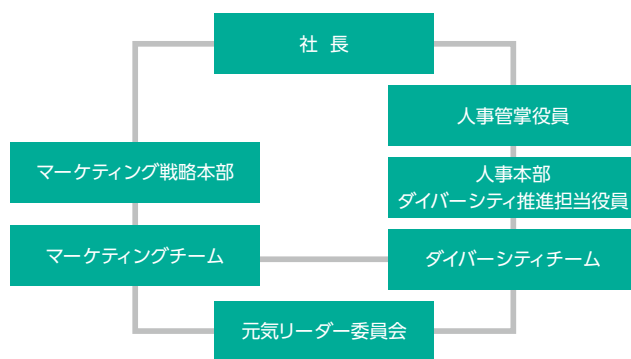 社 長
人事管掌役員
マーケティング戦略本部
人事本部
ダイバーシティ推進担当役員
マーケティングチーム
ダイバーシティチーム
元気リーダー委員会